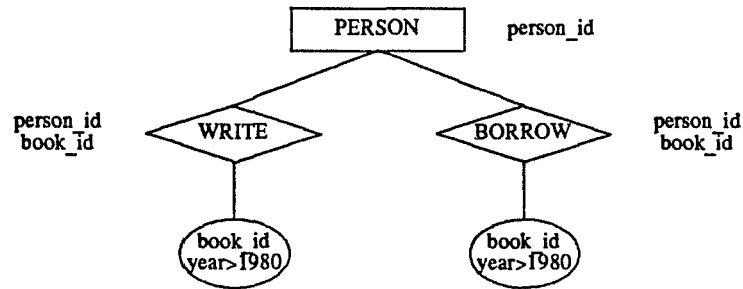 PERSON person_id
person_id WRITE BORROW person_id
book_id book_id
book_id book_id
year>1980 year>1980